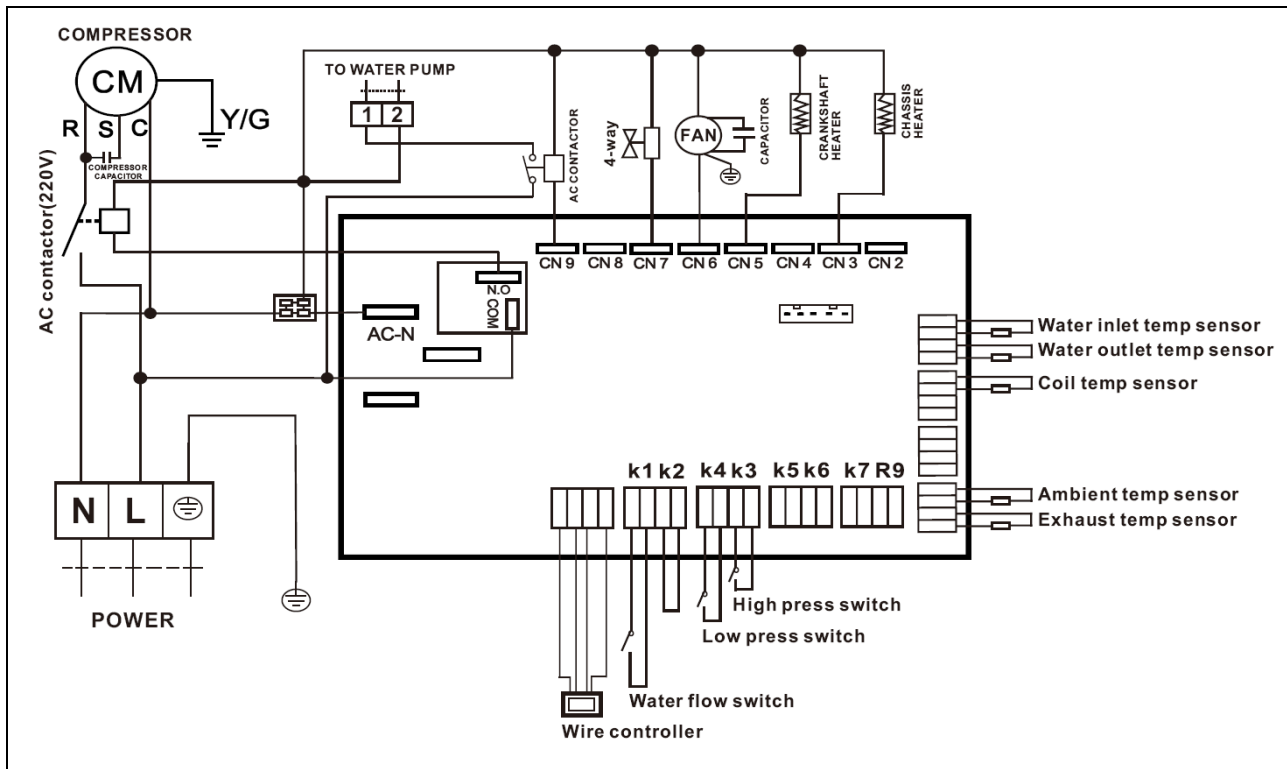 COMPRESSOR
CM
TO WATER PUMP
R S C
Y/G
1 2
COMPRESSOR
CAPACITOR
AC contactor(220V)
AC CONTACTOR
4-way
FAN
CAPACITOR
CRANKSHAFT
HEATER
CHASSIS
HEATER
CN 9 CN 8 CN 7 CN 6 CN 5 CN 4 CN 3 CN 2
N.O
COM
AC-N
Water inlet temp sensor
Water outlet temp sensor
Coil temp sensor
k1 k2 k4 k3 k5 k6 k7 R9
Ambient temp sensor
Exhaust temp sensor
N L
POWER
High press switch
Low press switch
Water flow switch
Wire controller